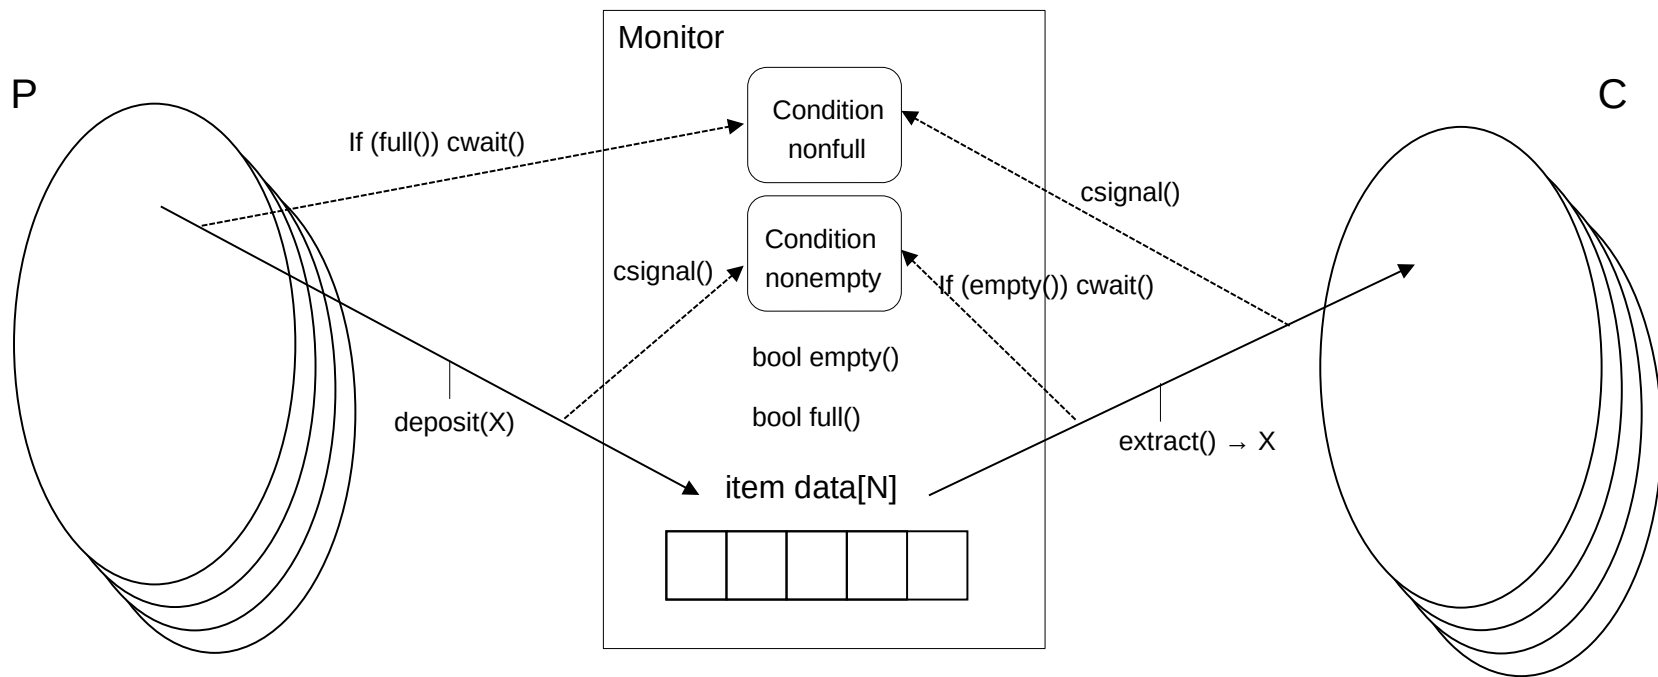 Monitor
P
C
Condition
nonfull
If (full()) cwait()
csignal()
Condition
nonempty
csignal()
If (empty()) cwait()
bool empty()
bool full()
deposit(X)
extract() → X
item data[N]